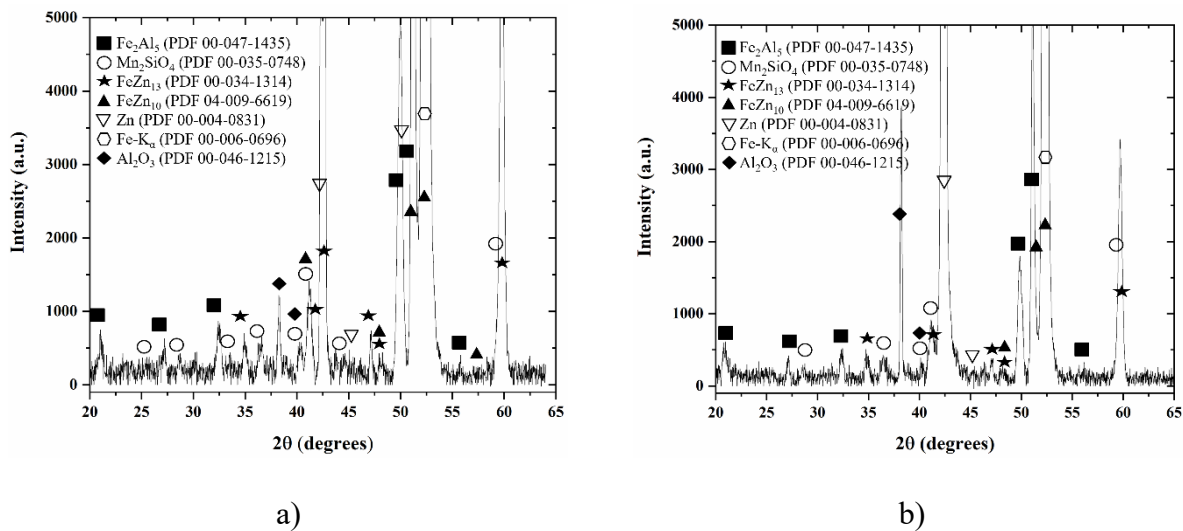 a)
Intensity (a.u.)
5000
4000
3000
2000
1000
0
Fe₂Al₅ (PDF 00-047-1435)
Mn₂SiO₄ (PDF 00-035-0748)
FeZn₁₃ (PDF 00-034-1314)
FeZn₁₀ (PDF 04-009-6619)
Zn (PDF 00-004-0831)
Fe-Kα (PDF 00-006-0696)
Al₂O₃ (PDF 00-046-1215)
20 25 30 35 40 45 50 55 60 65
2θ (degrees)
b)
Intensity (a.u.)
5000
4000
3000
2000
1000
0
Fe₂Al₅ (PDF 00-047-1435)
Mn₂SiO₄ (PDF 00-035-0748)
FeZn₁₃ (PDF 00-034-1314)
FeZn₁₀ (PDF 04-009-6619)
Zn (PDF 00-004-0831)
Fe-Kα (PDF 00-006-0696)
Al₂O₃ (PDF 00-046-1215)
20 25 30 35 40 45 50 55 60 65
2θ (degrees)
a)
b)